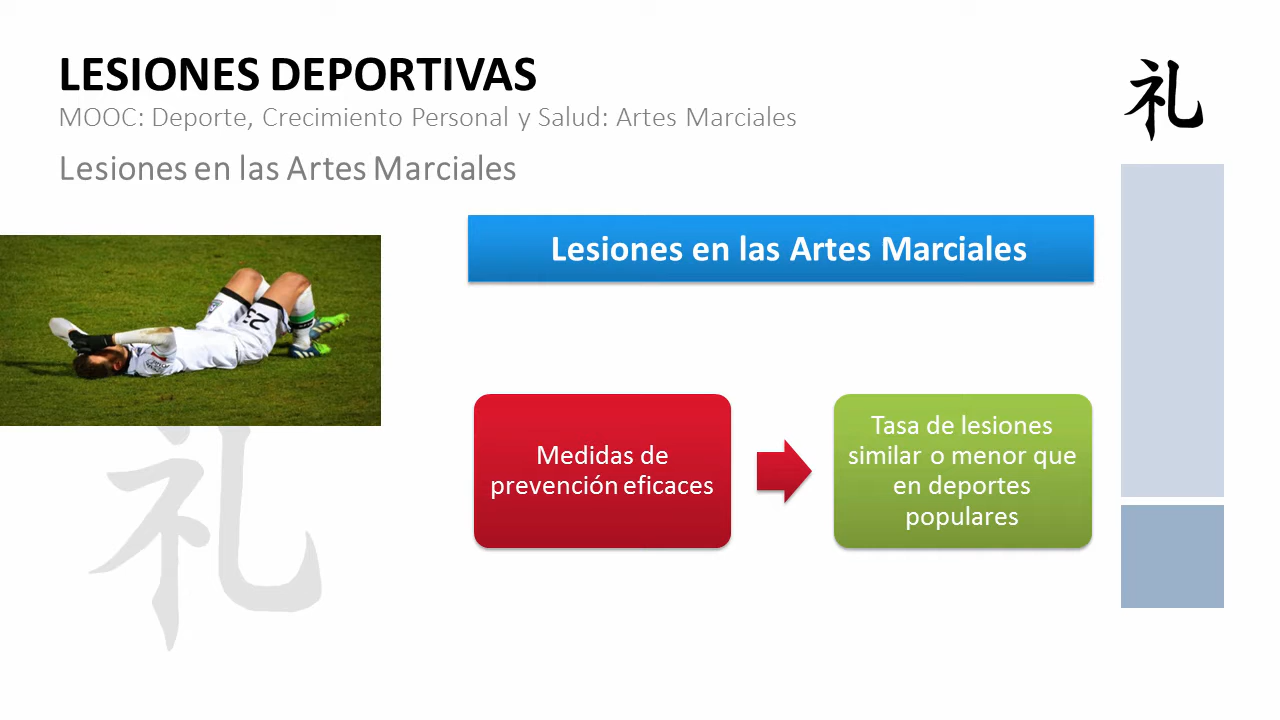 LESIONES DEPORTIVAS
MOOC: Deporte, Crecimiento Personal y Salud: Artes Marciales
Lesiones en las Artes Marciales
礼
Lesiones en las Artes Marciales
23
Medidas de
prevención eficaces
Tasa de lesiones
similar o menor que
en deportes
populares
礼